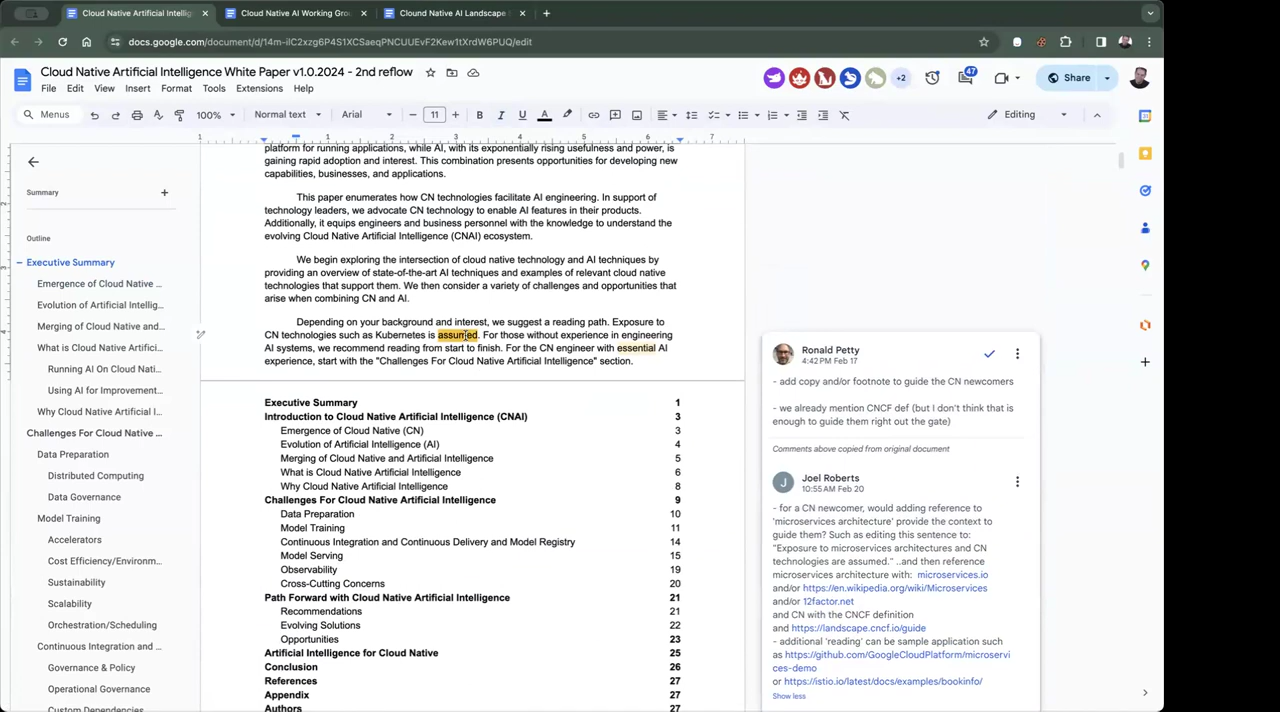 Cloud Native Artificial Intellig
Cloud Native AI Working Gro
Clound Native AI Landscape
docs.google.com/document/d/14m-ilC2xzg6P4S1XCSaeqPNCUUEvF2Kew1tXrdW6PUQ/edit
Cloud Native Artificial Intelligence White Paper v1.0.2024 - 2nd reflow
+2
47
Share
File Edit View Insert Format Tools Extensions Help
Menus
100%
Normal text
Arial
11
Editing
1 1 2 3 4 5 6 7
Summary
Outline
Executive Summary
Emergence of Cloud Native ...
Evolution of Artificial Intellig...
Merging of Cloud Native and...
What is Cloud Native Artifici...
Running AI On Cloud Nati...
Using AI for Improvement...
Why Cloud Native Artificial I...
Challenges For Cloud Native ...
Data Preparation
Distributed Computing
Data Governance
Model Training
Accelerators
Cost Efficiency/Environm...
Sustainability
Scalability
Orchestration/Scheduling
Continuous Integration and ...
Governance & Policy
Operational Governance
Custom Dependencies
platform for running applications, while AI, with its exponentially rising usefulness and power, is
gaining rapid adoption and interest. This combination presents opportunities for developing new
capabilities, businesses, and applications.
This paper enumerates how CN technologies facilitate AI engineering. In support of
technology leaders, we advocate CN technology to enable AI features in their products.
Additionally, it equips engineers and business personnel with the knowledge to understand the
evolving Cloud Native Artificial Intelligence (CNAI) ecosystem.
We begin exploring the intersection of cloud native technology and AI techniques by
providing an overview of state-of-the-art AI techniques and examples of relevant cloud native
technologies that support them. We then consider a variety of challenges and opportunities that
arise when combining CN and AI.
Depending on your background and interest, we suggest a reading path. Exposure to
CN technologies such as Kubernetes is assumed. For those without experience in engineering
AI systems, we recommend reading from start to finish. For the CN engineer with essential AI
experience, start with the "Challenges For Cloud Native Artificial Intelligence" section.
Executive Summary 1
Introduction to Cloud Native Artificial Intelligence (CNAI) 3
Emergence of Cloud Native (CN) 3
Evolution of Artificial Intelligence (AI) 4
Merging of Cloud Native and Artificial Intelligence 5
What is Cloud Native Artificial Intelligence 6
Why Cloud Native Artificial Intelligence 8
Challenges For Cloud Native Artificial Intelligence 9
Data Preparation 10
Model Training 11
Continuous Integration and Continuous Delivery and Model Registry 14
Model Serving 15
Observability 19
Cross-Cutting Concerns 20
Path Forward with Cloud Native Artificial Intelligence 21
Recommendations 21
Evolving Solutions 22
Opportunities 23
Artificial Intelligence for Cloud Native 25
Conclusion 26
References 27
Appendix 27
Authors 27
Ronald Petty
4:42 PM Feb 17
- add copy and/or footnote to guide the CN newcomers
- we already mention CNCF def (but I don't think that is
enough to guide them right out the gate)
Comments above copied from original document
J
Joel Roberts
10:55 AM Feb 20
- for a CN newcomer, would adding reference to
'microservices architecture' provide the context to
guide them? Such as editing this sentence to:
"Exposure to microservices architectures and CN
technologies are assumed." ..and then reference
microservices architecture with: microservices.io
and/or https://en.wikipedia.org/wiki/Microservices
and/or 12factor.net
and CN with the CNCF definition
and https://landscape.cncf.io/guide
- additional 'reading' can be sample application such
as https://github.com/GoogleCloudPlatform/microservi
ces-demo
or https://istio.io/latest/docs/examples/bookinfo/
Show less